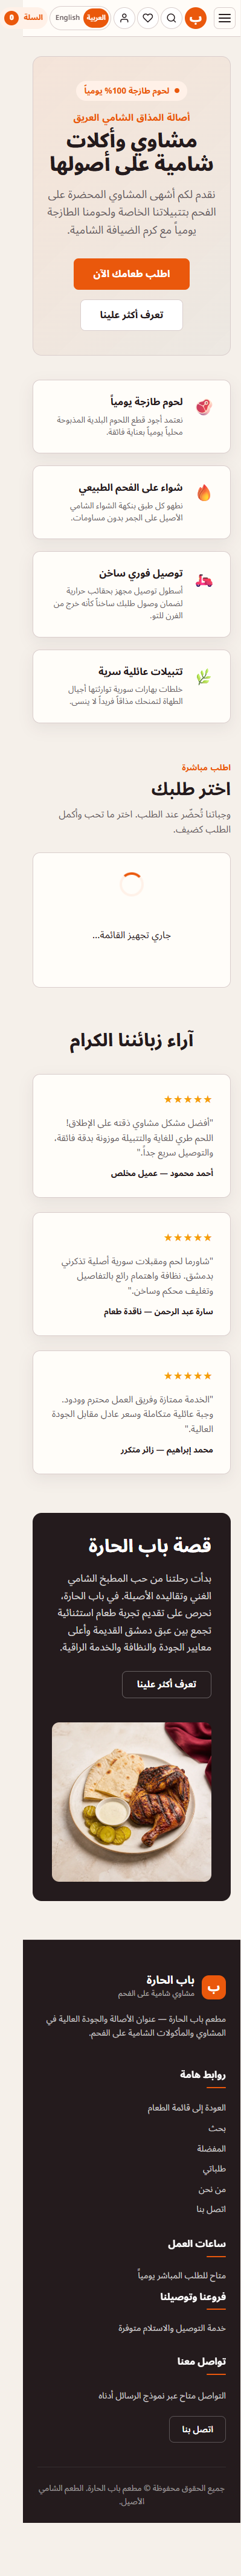 ب
العربية
English
السلة
0
لحوم طازجة 100% يومياً
أصالة المذاق الشامي العريق
مشاوي وأكلات
شامية على أصولها
نقدم لكم أشهى المشاوي المحضرة على
الفحم بتتبيلاتنا الخاصة ولحومنا الطازجة
يومياً مع كرم الضيافة الشامية.
اطلب طعامك الآن
تعرف أكثر علينا
لحوم طازجة يومياً
نعتمد أجود قطع اللحوم البلدية المذبوحة
محلياً يومياً بعناية فائقة.
شواء على الفحم الطبيعي
نطهو كل طبق بنكهة الشواء الشامي
الأصيل على الجمر بدون مساومات.
توصيل فوري ساخن
أسطول توصيل مجهز بحقائب حرارية
لضمان وصول طلبك ساخناً كأنه خرج من
الفرن للتو.
تتبيلات عائلية سرية
خلطات بهارات سورية توارثتها أجيال
الطهاة لتمنحك مذاقاً فريداً لا ينسى.
اطلب مباشرة
اختر طلبك
وجباتنا تُحضّر عند الطلب. اختر ما تحب وأكمل
الطلب كضيف.
جاري تجهيز القائمة...
آراء زبائننا الكرام
★★★★★
"أفضل مشكل مشاوي ذقته على الإطلاق!
اللحم طري للغاية والتتبيلة موزونة بدقة فائقة،
والتوصيل سريع جداً."
أحمد محمود — عميل مخلص
★★★★★
"شاورما لحم ومقبلات سورية أصلية تذكرني
بدمشق. نظافة واهتمام رائع بالتفاصيل
وتغليف محكم وساخن."
سارة عبد الرحمن — ناقدة طعام
★★★★★
"الخدمة ممتازة وفريق العمل محترم وودود.
وجبة عائلية متكاملة وسعر عادل مقابل الجودة
العالية."
محمد إبراهيم — زائر متكرر
قصة باب الحارة
بدأت رحلتنا من حب المطبخ الشامي
الغني وتقاليده الأصيلة. في باب الحارة،
نحرص على تقديم تجربة طعام استثنائية
تجمع بين عبق دمشق القديمة وأعلى
معايير الجودة والنظافة والخدمة الراقية.
تعرف أكثر علينا
ب
باب الحارة
مشاوي شامية على الفحم
مطعم باب الحارة — عنوان الأصالة والجودة العالية في
المشاوي والمأكولات الشامية على الفحم.
روابط هامة
العودة إلى قائمة الطعام
بحث
المفضلة
طلباتي
من نحن
اتصل بنا
ساعات العمل
متاح للطلب المباشر يومياً
فروعنا وتوصيلنا
خدمة التوصيل والاستلام متوفرة
تواصل معنا
التواصل متاح عبر نموذج الرسائل أدناه
اتصل بنا
جميع الحقوق محفوظة © مطعم باب الحارة. الطعم الشامي
الأصيل.